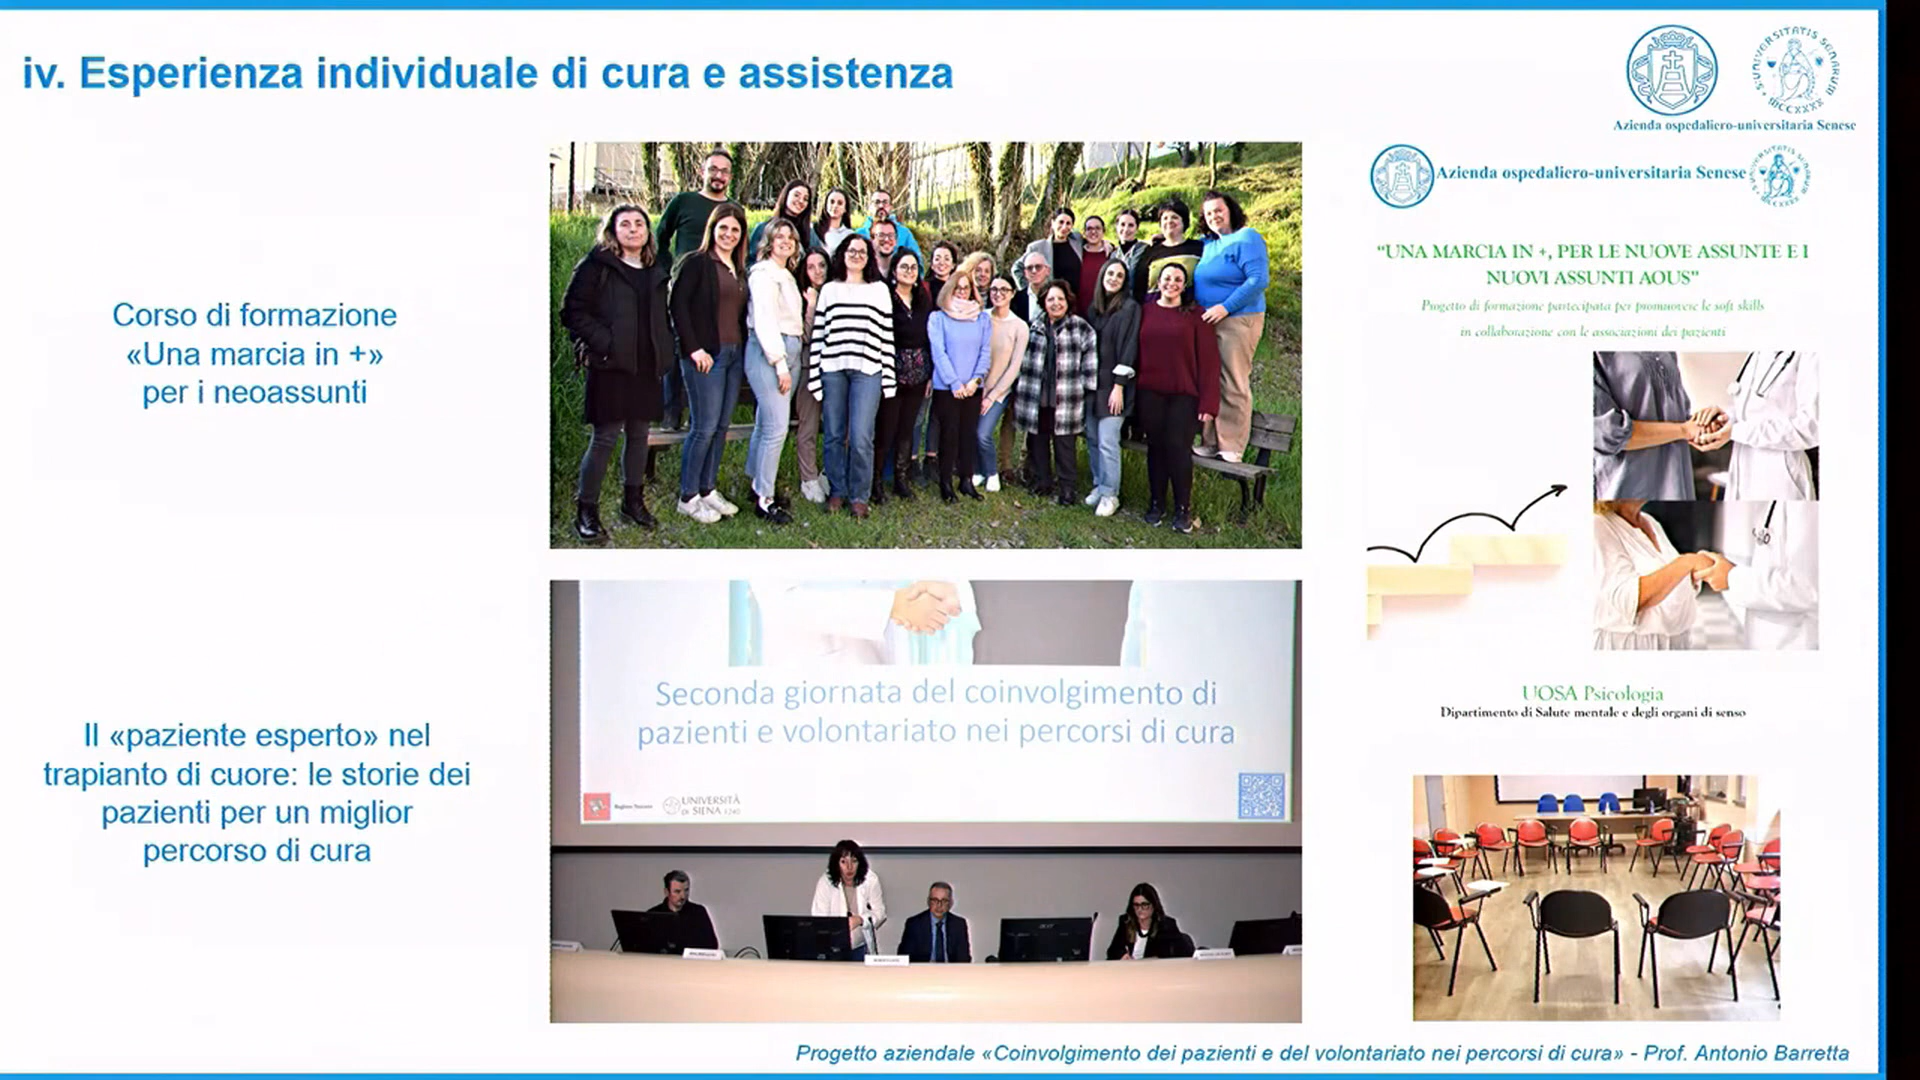 iv. Esperienza individuale di cura e assistenza
Azienda ospedaliero-universitaria Senese
Corso di formazione
«Una marcia in +»
per i neoassunti
Azienda ospedaliero-universitaria Senese
“UNA MARCIA IN +, PER LE NUOVE ASSUNTE E I
NUOVI ASSUNTI AOUS”
Progetto di formazione partecipata per promuovere le soft skills
in collaborazione con le associazioni dei pazienti
UOSA Psicologia
Dipartimento di Salute mentale e degli organi di senso
Il «paziente esperto» nel
trapianto di cuore: le storie dei
pazienti per un miglior
percorso di cura
Seconda giornata del coinvolgimento di
pazienti e volontariato nei percorsi di cura
Regione Toscana
UNIVERSITÀ
DI SIENA 1240
Progetto aziendale «Coinvolgimento dei pazienti e del volontariato nei percorsi di cura» - Prof. Antonio Barretta